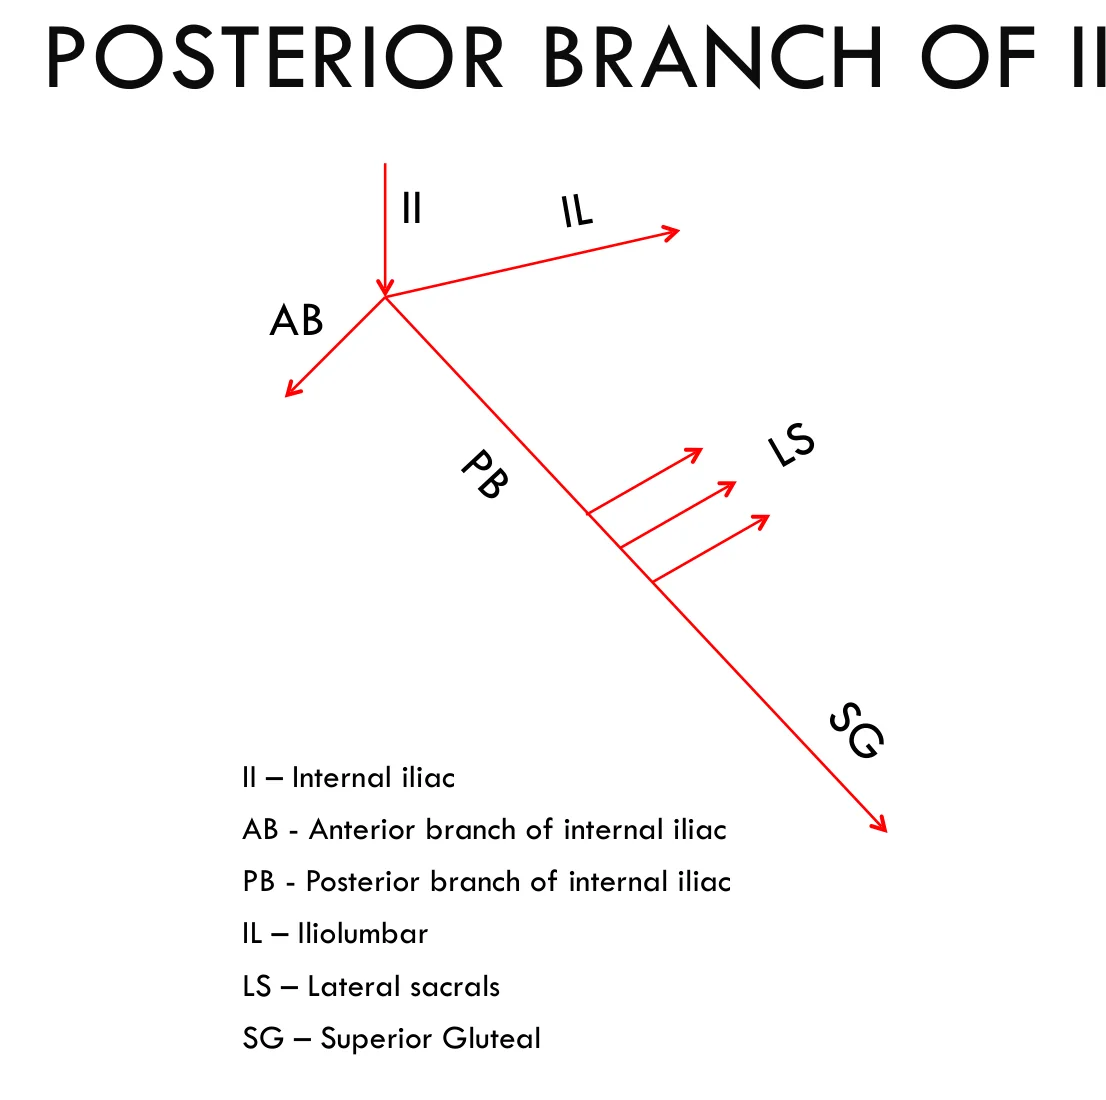 POSTERIOR BRANCH OF II
II
IL
AB
PB
LS
SG
II – Internal iliac
AB - Anterior branch of internal iliac
PB - Posterior branch of internal iliac
IL – Iliolumbar
LS – Lateral sacrals
SG – Superior Gluteal